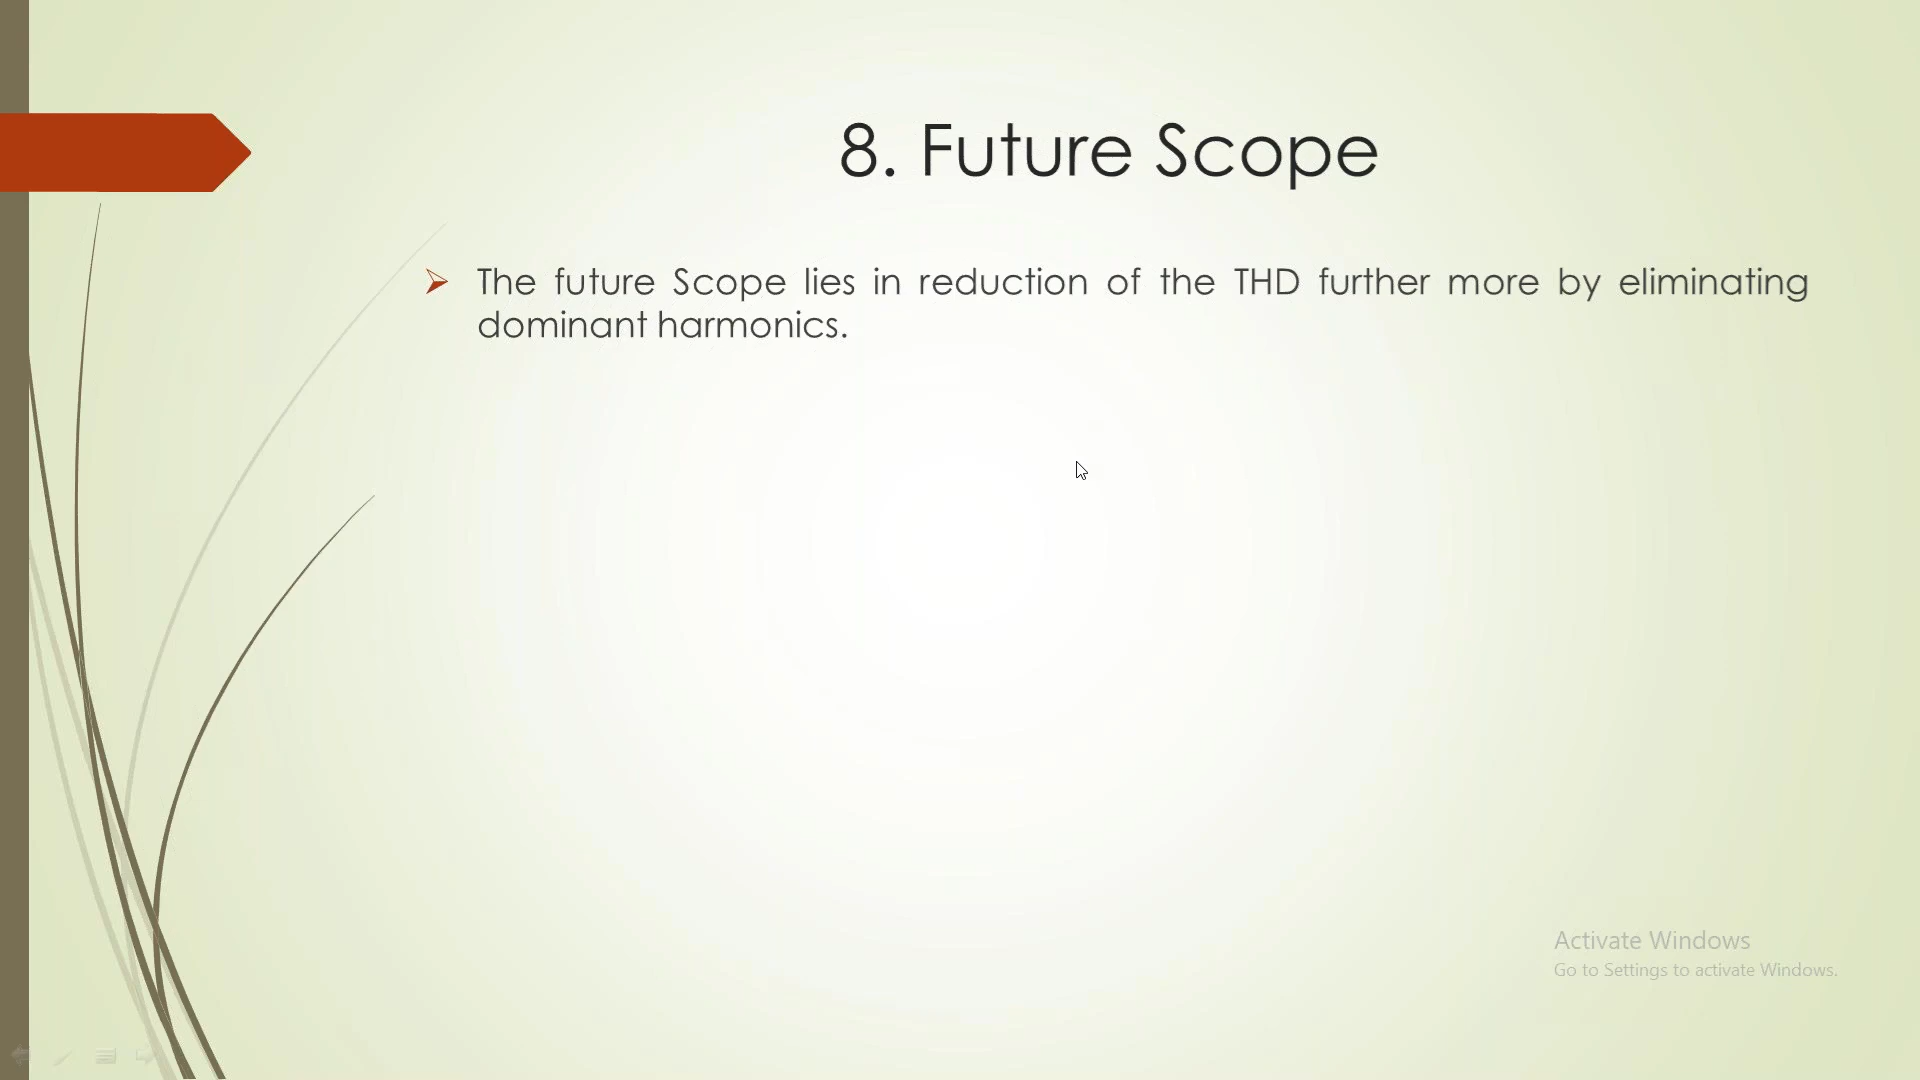 8. Future Scope
The future Scope lies in reduction of the THD further more by eliminating
dominant harmonics.
Activate Windows
Go to Settings to activate Windows.